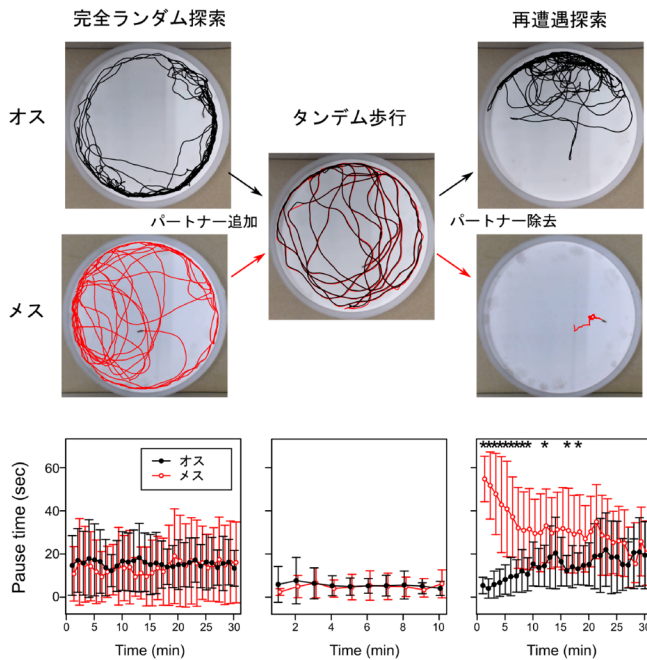 完全ランダム探索
再遭遇探索
オス
タンデム歩行
パートナー追加
パートナー除去
メス
Pause time (sec)
60
40
20
0
オス
メス
***********  *  * *
0 5 10 15 20 25 30
Time (min)
0 2 4 6 8 10
Time (min)
0 5 10 15 20 25 30
Time (min)